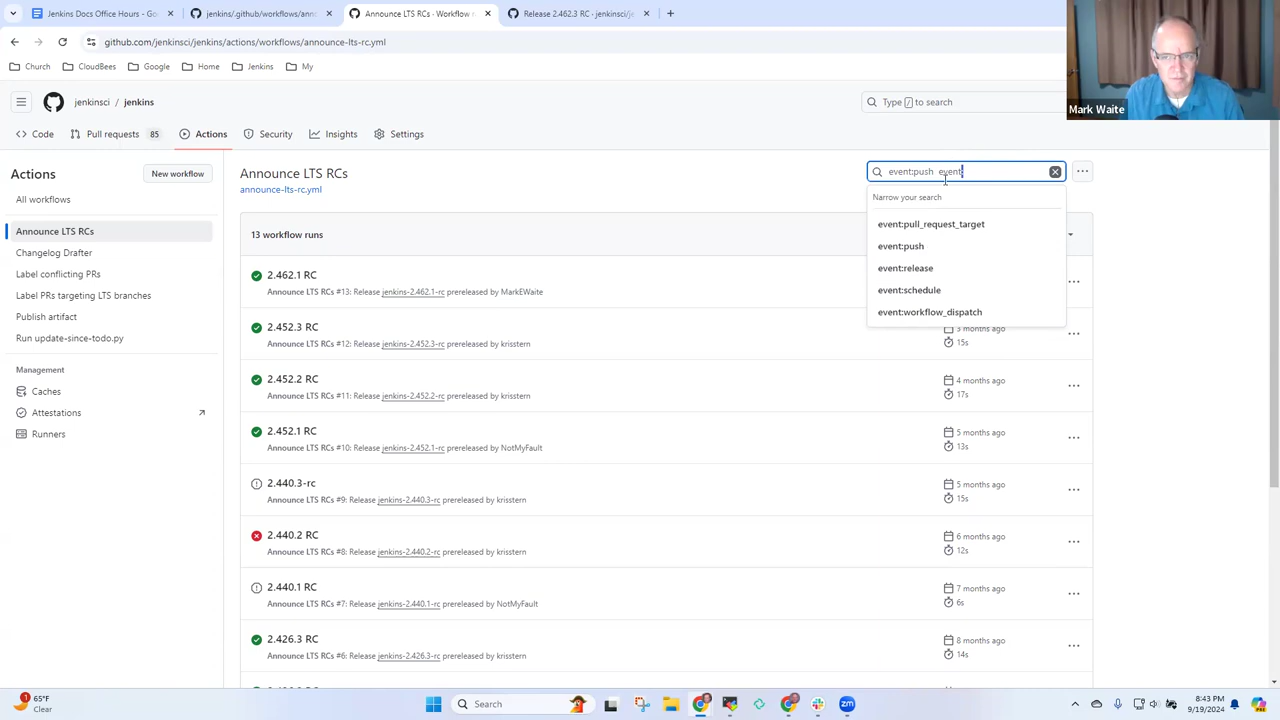 Jenkins Docs Office Hours - Goo
jenkins/.github/workflows/annou
Announce LTS RCs · Workflow r
Release 2.462.3 RC · jenkinsci/je
github.com/jenkinsci/jenkins/actions/workflows/announce-lts-rc.yml
Church
CloudBees
Google
Home
Jenkins
My
Mark Waite
jenkinsci / jenkins
Type / to search
Code
Pull requests 85
Actions
Security
Insights
Settings
Actions
New workflow
All workflows
Announce LTS RCs
Changelog Drafter
Label conflicting PRs
Label PRs targeting LTS branches
Publish artifact
Run update-since-todo.py
Management
Caches
Attestations
Runners
Announce LTS RCs
announce-lts-rc.yml
event:push event:
Narrow your search
event:pull_request_target
event:push
event:release
event:schedule
event:workflow_dispatch
13 workflow runs
2.462.1 RC
Announce LTS RCs #13: Release jenkins-2.462.1-rc prereleased by MarkEWaite
2.452.3 RC
Announce LTS RCs #12: Release jenkins-2.452.3-rc prereleased by krisstern
3 months ago
15s
2.452.2 RC
Announce LTS RCs #11: Release jenkins-2.452.2-rc prereleased by krisstern
4 months ago
17s
2.452.1 RC
Announce LTS RCs #10: Release jenkins-2.452.1-rc prereleased by NotMyFault
5 months ago
13s
2.440.3-rc
Announce LTS RCs #9: Release jenkins-2.440.3-rc prereleased by krisstern
5 months ago
15s
2.440.2 RC
Announce LTS RCs #8: Release jenkins-2.440.2-rc prereleased by krisstern
6 months ago
12s
2.440.1 RC
Announce LTS RCs #7: Release jenkins-2.440.1-rc prereleased by NotMyFault
7 months ago
6s
2.426.3 RC
Announce LTS RCs #6: Release jenkins-2.426.3-rc prereleased by krisstern
8 months ago
14s
1
65°F
Clear
Search
8:43 PM
9/19/2024